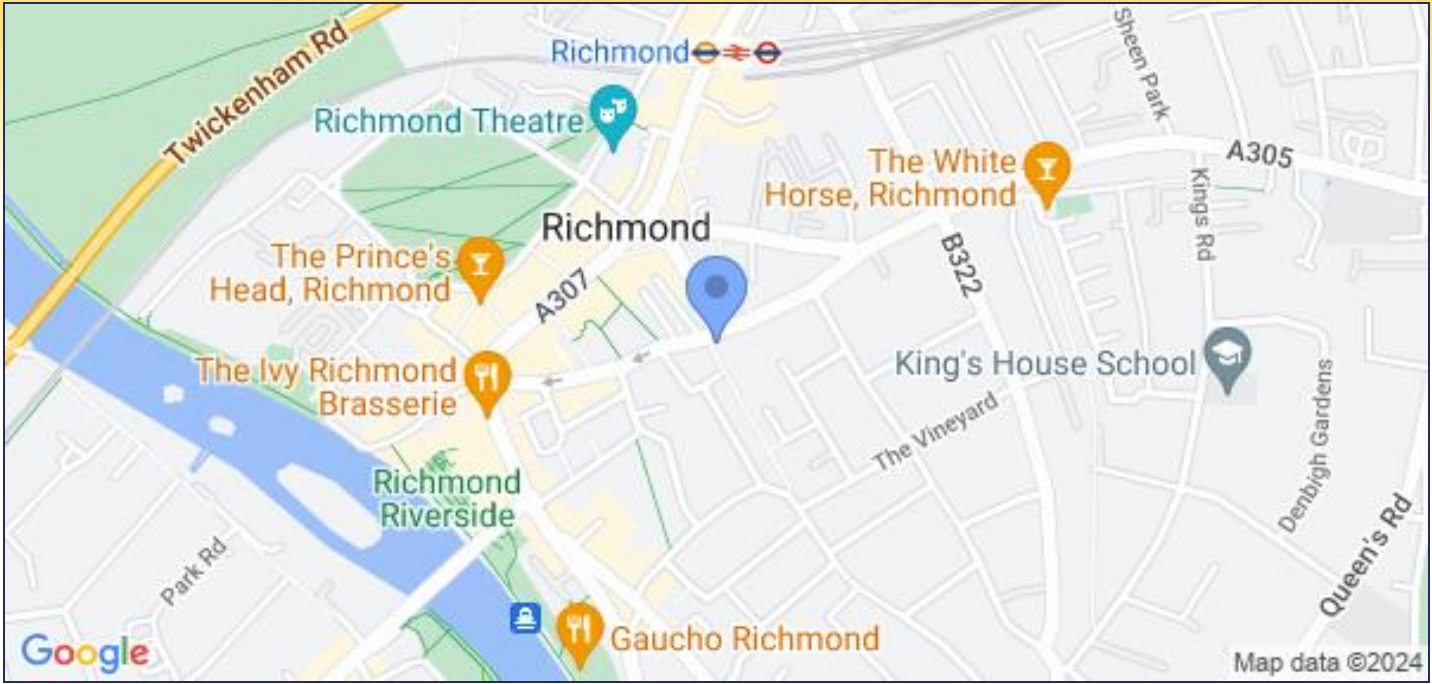 Twickenham Rd
Richmond
Sheen Park
Richmond Theatre
The White
Horse, Richmond
A305
Kings Rd
Richmond
The Prince's
Head, Richmond
A307
B322
The Ivy Richmond
Brasserie
King's House School
The Vineyard
Denbigh Gardens
Richmond
Riverside
Queen's Rd
Park Rd
Gaucho Richmond
Google
Map data ©2024